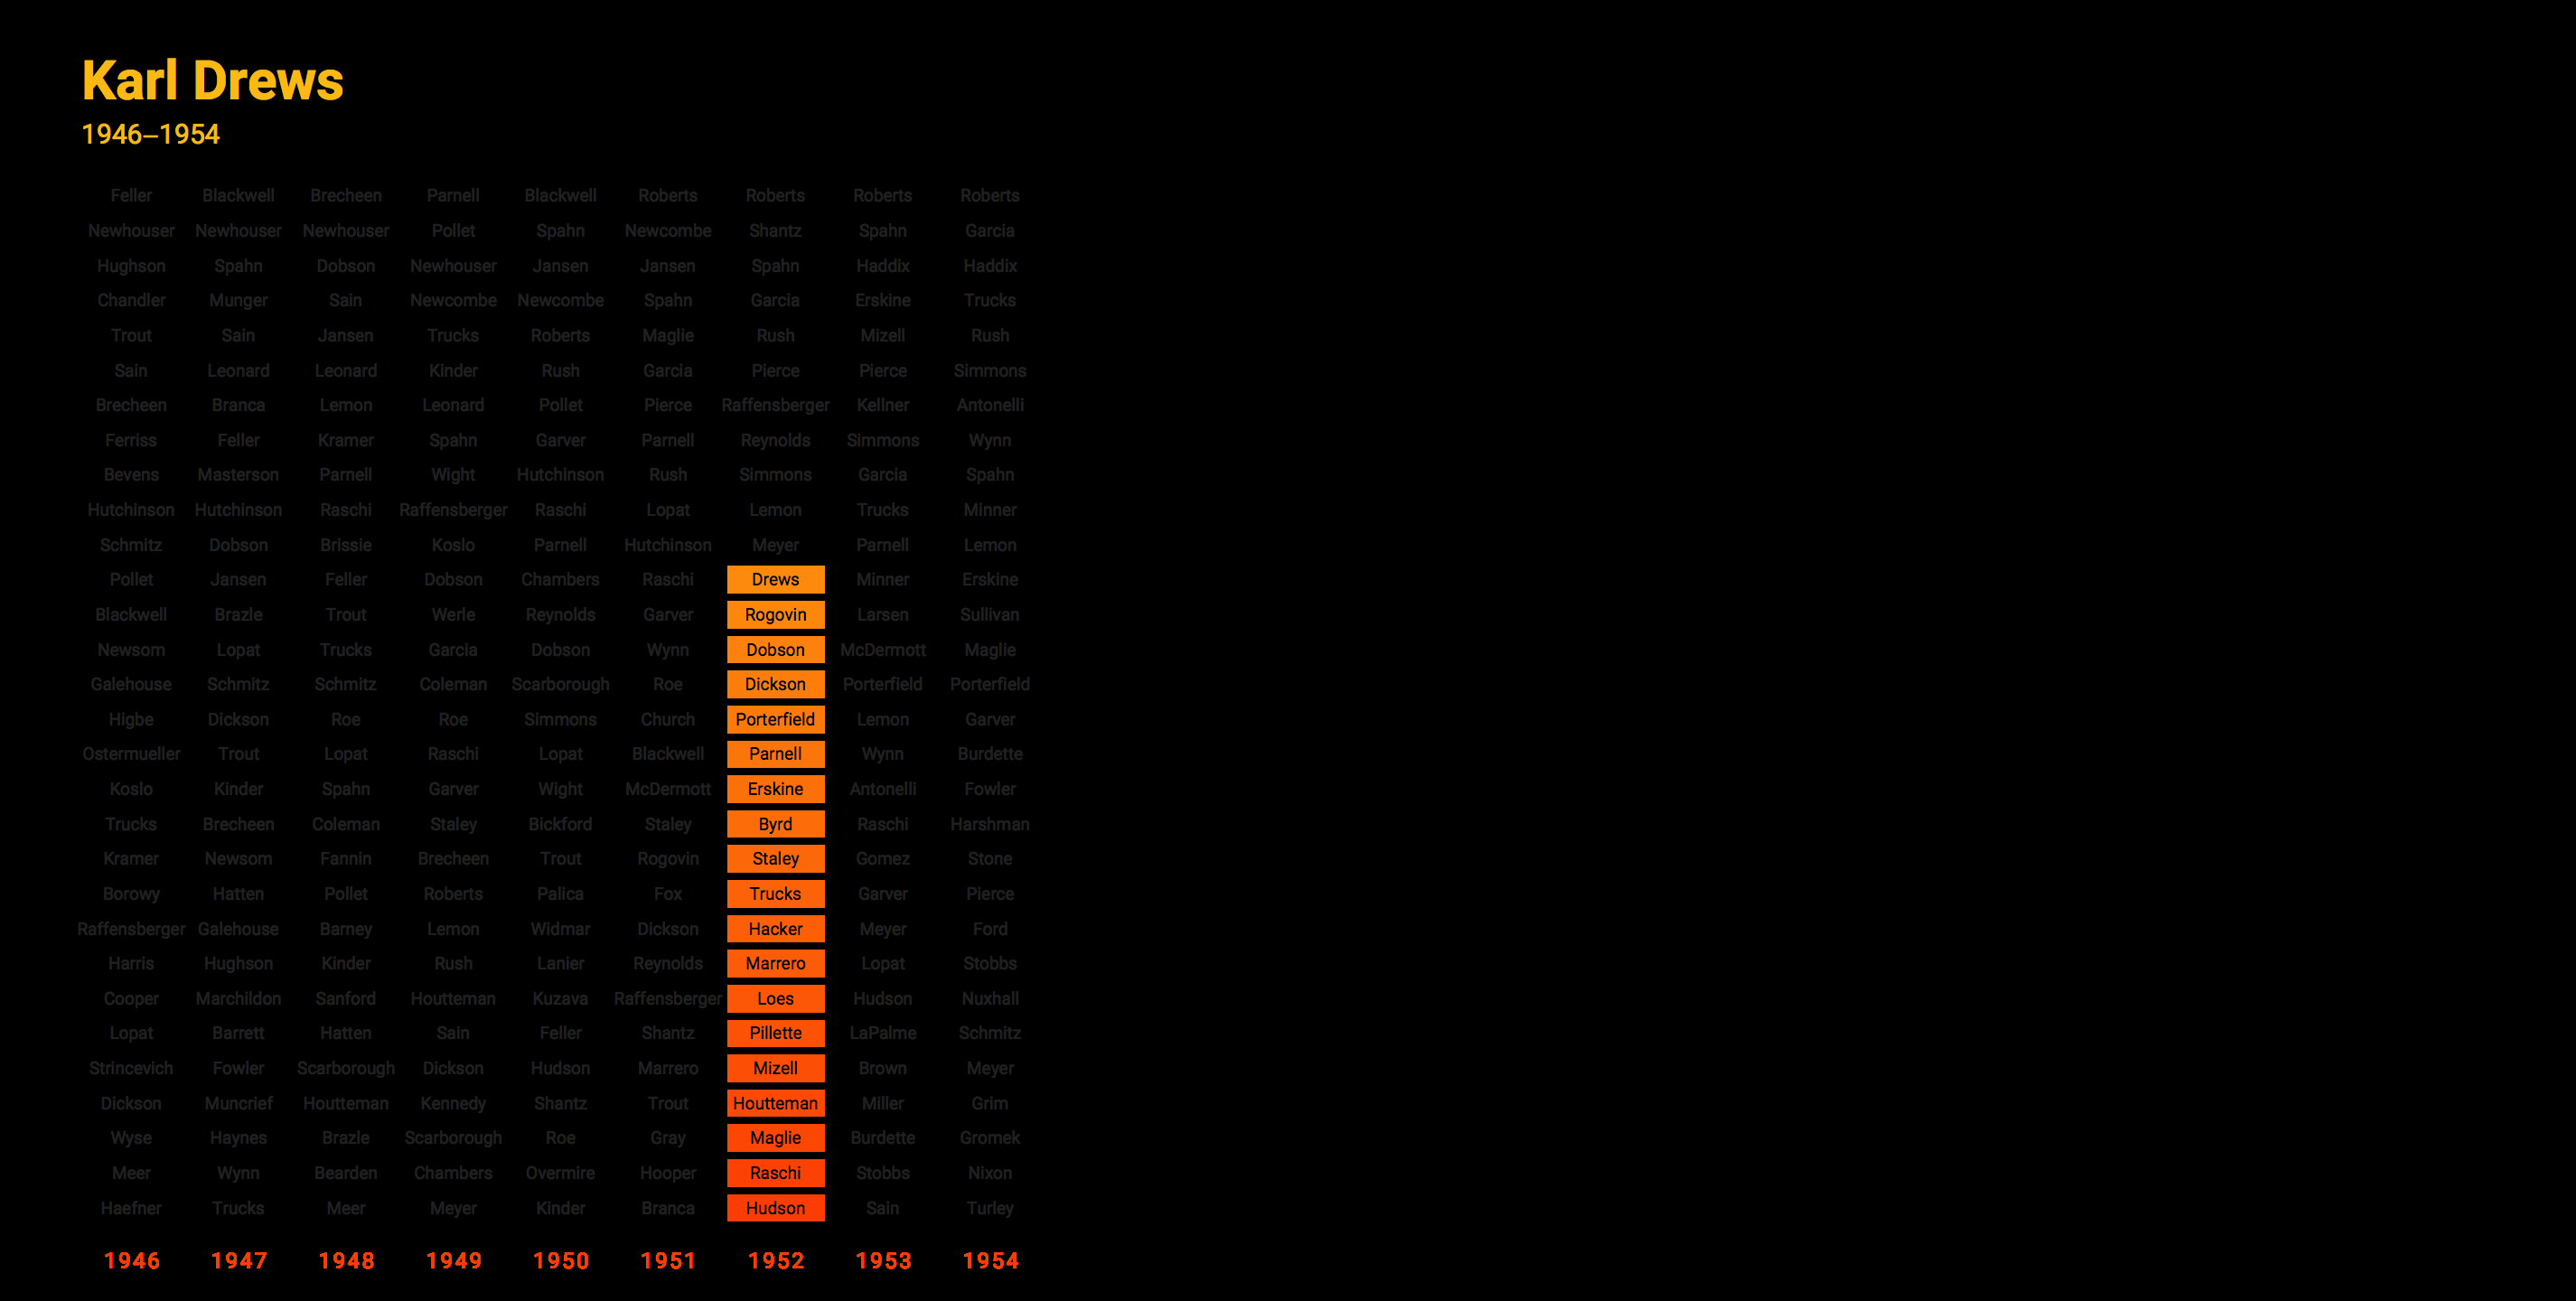 Karl Drews
1946–1954
Feller Blackwell Brecheen Parnell Blackwell Roberts Roberts Roberts Roberts
Newhouser Newhouser Newhouser Pollet Spahn Newcombe Shantz Spahn Garcia
Hughson Spahn Dobson Newhouser Jansen Jansen Spahn Haddix Haddix
Chandler Munger Sain Newcombe Newcombe Spahn Garcia Erskine Trucks
Trout Sain Jansen Trucks Roberts Maglie Rush Mizell Rush
Sain Leonard Leonard Kinder Rush Garcia Pierce Pierce Simmons
Brecheen Branca Lemon Leonard Pollet Pierce Raffensberger Kellner Antonelli
Ferriss Feller Kramer Spahn Garver Parnell Reynolds Simmons Wynn
Bevens Masterson Parnell Wight Hutchinson Rush Simmons Garcia Spahn
Hutchinson Hutchinson Raschi Raffensberger Raschi Lopat Lemon Trucks Minner
Schmitz Dobson Brissie Koslo Parnell Hutchinson Meyer Parnell Lemon
Pollet Jansen Feller Dobson Chambers Raschi Drews Minner Erskine
Blackwell Brazle Trout Werle Reynolds Garver Rogovin Larsen Sullivan
Newsom Lopat Trucks Garcia Dobson Wynn Dobson McDermott Maglie
Galehouse Schmitz Schmitz Coleman Scarborough Roe Dickson Porterfield Porterfield
Higbe Dickson Roe Roe Simmons Church Porterfield Lemon Garver
Ostermueller Trout Lopat Raschi Lopat Blackwell Parnell Wynn Burdette
Koslo Kinder Spahn Garver Wight McDermott Erskine Antonelli Fowler
Trucks Brecheen Coleman Staley Bickford Staley Byrd Raschi Harshman
Kramer Newsom Fannin Brecheen Trout Rogovin Staley Gomez Stone
Borowy Hatten Pollet Roberts Palica Fox Trucks Garver Pierce
Raffensberger Galehouse Barney Lemon Widmar Dickson Hacker Meyer Ford
Harris Hughson Kinder Rush Lanier Reynolds Marrero Lopat Stobbs
Cooper Marchildon Sanford Houtteman Kuzava Raffensberger Loes Hudson Nuxhall
Lopat Barrett Hatten Sain Feller Shantz Pillette LaPalme Schmitz
Strincevich Fowler Scarborough Dickson Hudson Marrero Mizell Brown Meyer
Dickson Muncrief Houtteman Kennedy Shantz Trout Houtteman Miller Grim
Wyse Haynes Brazle Scarborough Roe Gray Maglie Burdette Gromek
Meer Wynn Bearden Chambers Overmire Hooper Raschi Stobbs Nixon
Haefner Trucks Meer Meyer Kinder Branca Hudson Sain Turley
1946 1947 1948 1949 1950 1951 1952 1953 1954